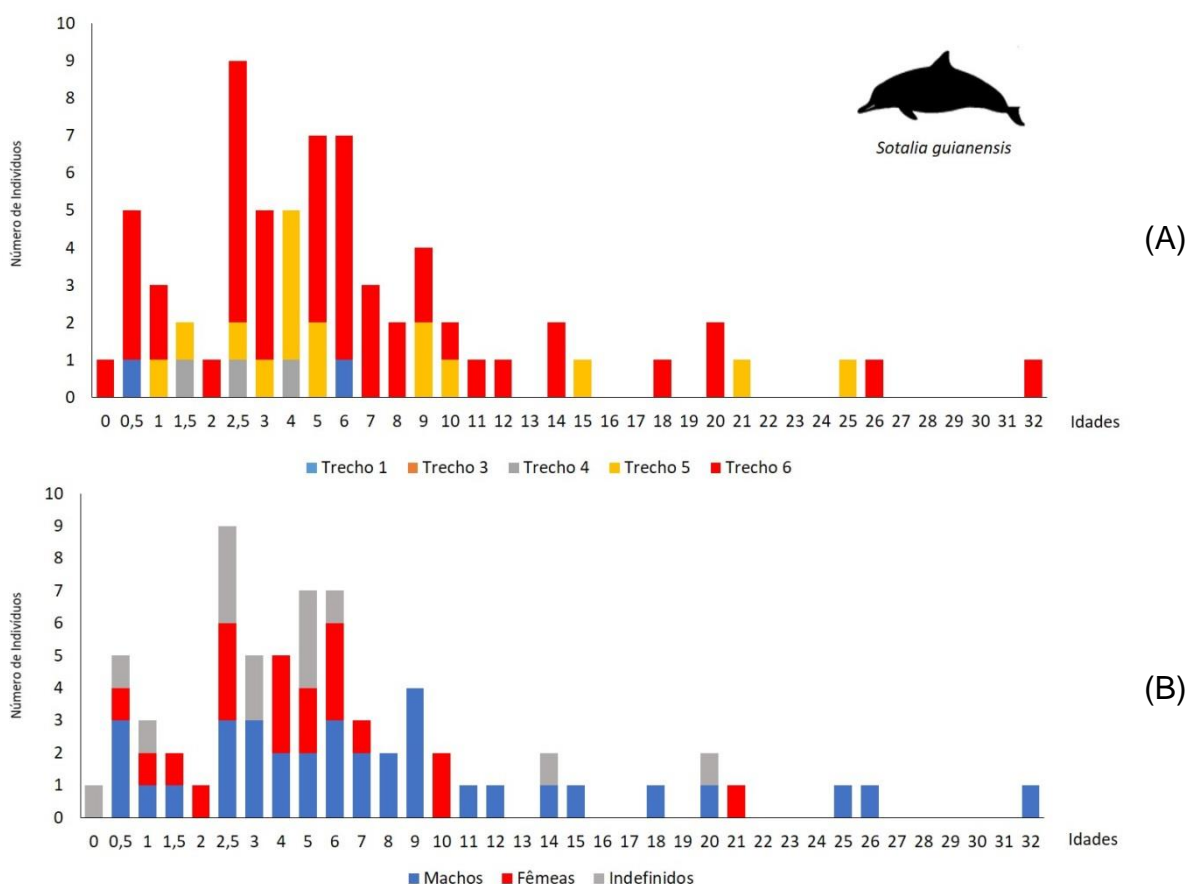 10
9
8
7
6
5
4
3
2
1
0
Número de Indivíduos
Sotalia guianensis
(A)
0 0,5 1 1,5 2 2,5 3 4 5 6 7 8 9 10 11 12 13 14 15 16 17 18 19 20 21 22 23 24 25 26 27 28 29 30 31 32 Idades
Trecho 1 Trecho 3 Trecho 4 Trecho 5 Trecho 6
10
9
8
7
6
5
4
3
2
1
0
Número de Indivíduos
(B)
0 0,5 1 1,5 2 2,5 3 4 5 6 7 8 9 10 11 12 13 14 15 16 17 18 19 20 21 22 23 24 25 26 27 28 29 30 31 32 Idades
Machos Fêmeas Indefinidos